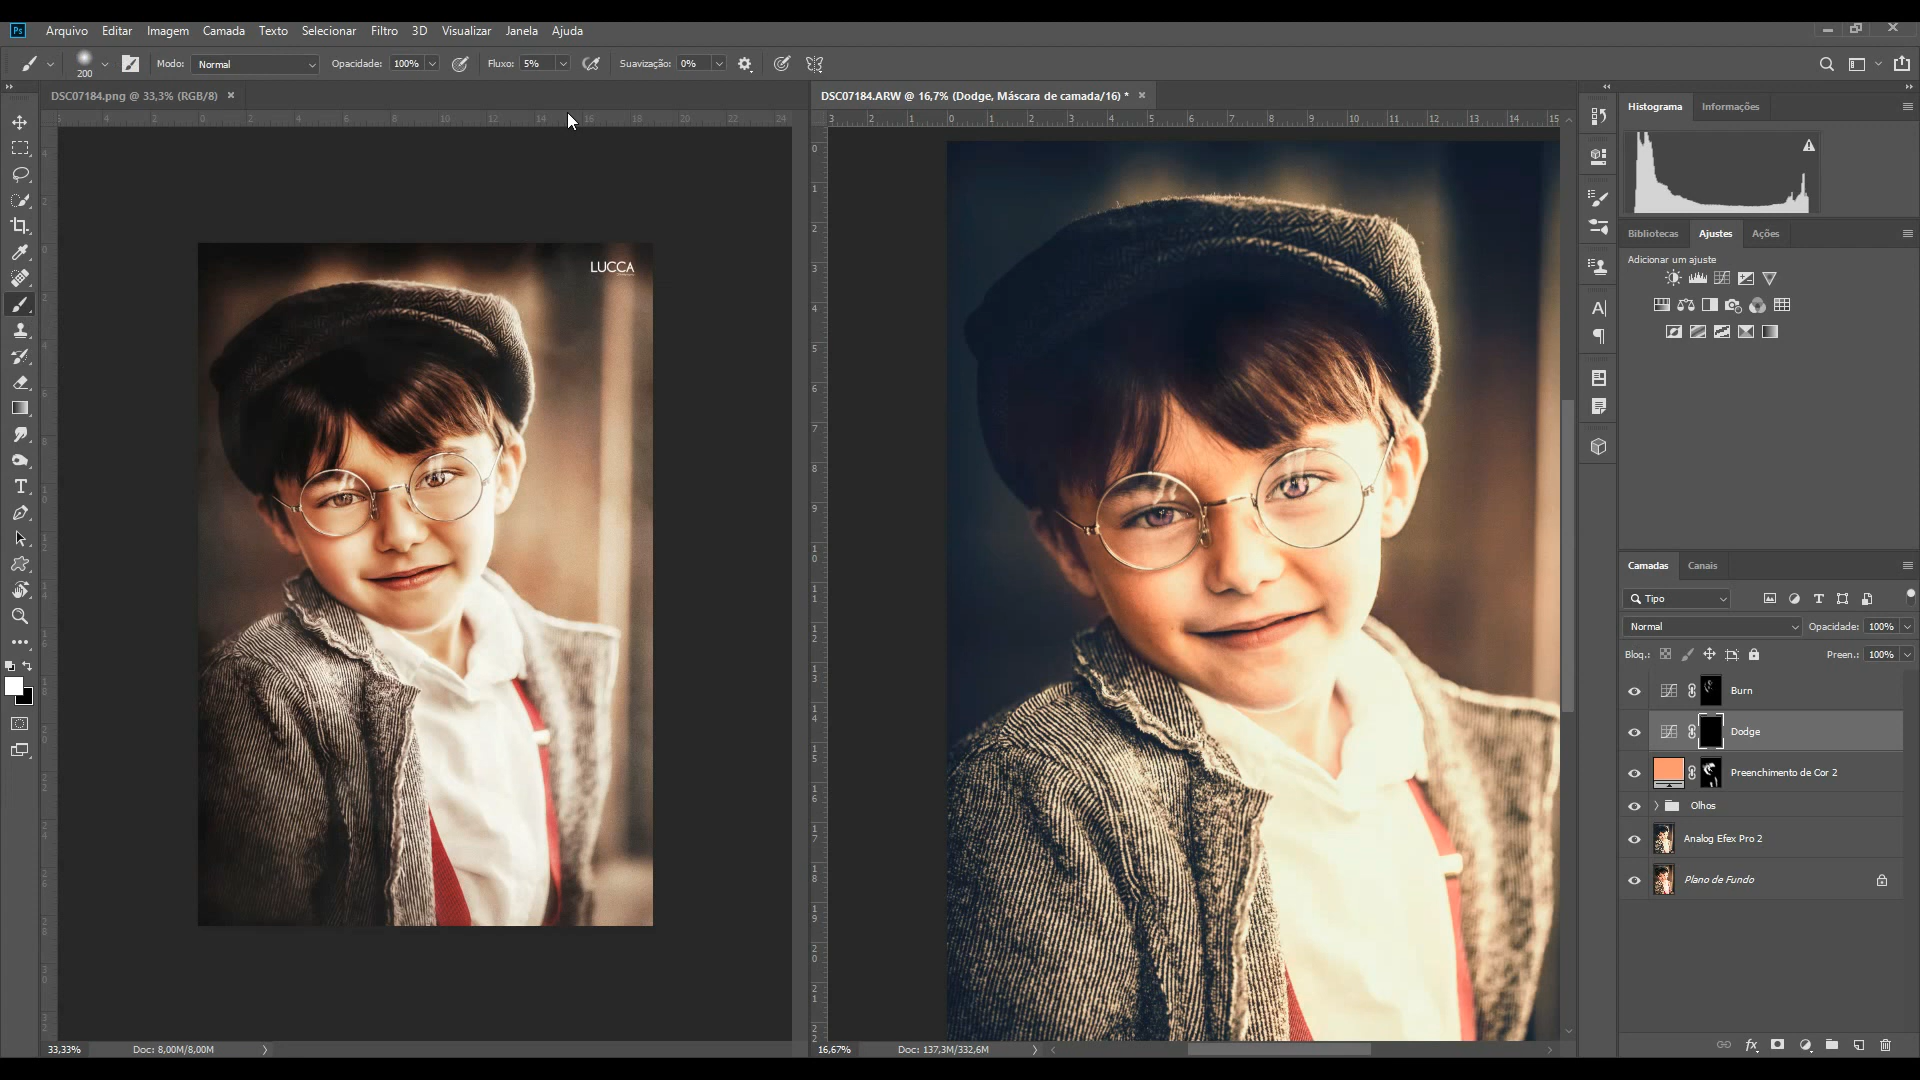 Ps Arquivo Editar Imagem Camada Texto Selecionar Filtro 3D Visualizar Janela Ajuda
200 Modo: Normal Opacidade: 100% Fluxo: 5% Suavização: 0%
DSC07184.png @ 33,3% (RGB/8) ×
DSC07184.ARW @ 16,7% (Dodge, Máscara de camada/16) * ×
LUCCA
33,33% Doc: 8,00M/8,00M
16,67% Doc: 137,3M/332,6M
Histograma Informações
Bibliotecas Ajustes Ações
Adicionar um ajuste
Camadas Canais
Tipo
Normal Opacidade: 100%
Bloq.: Preen.: 100%
Burn
Dodge
Preenchimento de Cor 2
Olhos
Analog Efex Pro 2
Plano de Fundo